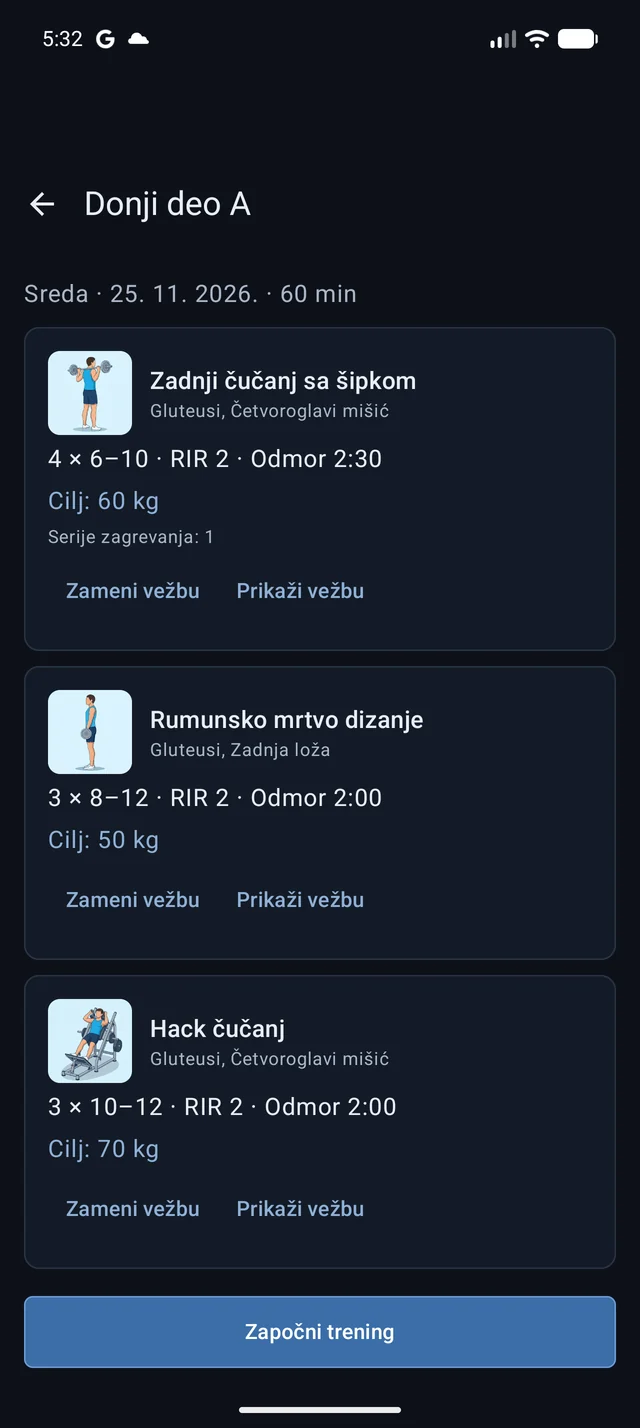 5:32
Donji deo A
Sreda · 25. 11. 2026. · 60 min
Zadnji čučanj sa šipkom
Gluteusi, Četvoroglavi mišić
4 × 6–10 · RIR 2 · Odmor 2:30
Cilj: 60 kg
Serije zagrevanja: 1
Zameni vežbu Prikaži vežbu
Rumunsko mrtvo dizanje
Gluteusi, Zadnja loža
3 × 8–12 · RIR 2 · Odmor 2:00
Cilj: 50 kg
Zameni vežbu Prikaži vežbu
Hack čučanj
Gluteusi, Četvoroglavi mišić
3 × 10–12 · RIR 2 · Odmor 2:00
Cilj: 70 kg
Zameni vežbu Prikaži vežbu
Započni trening